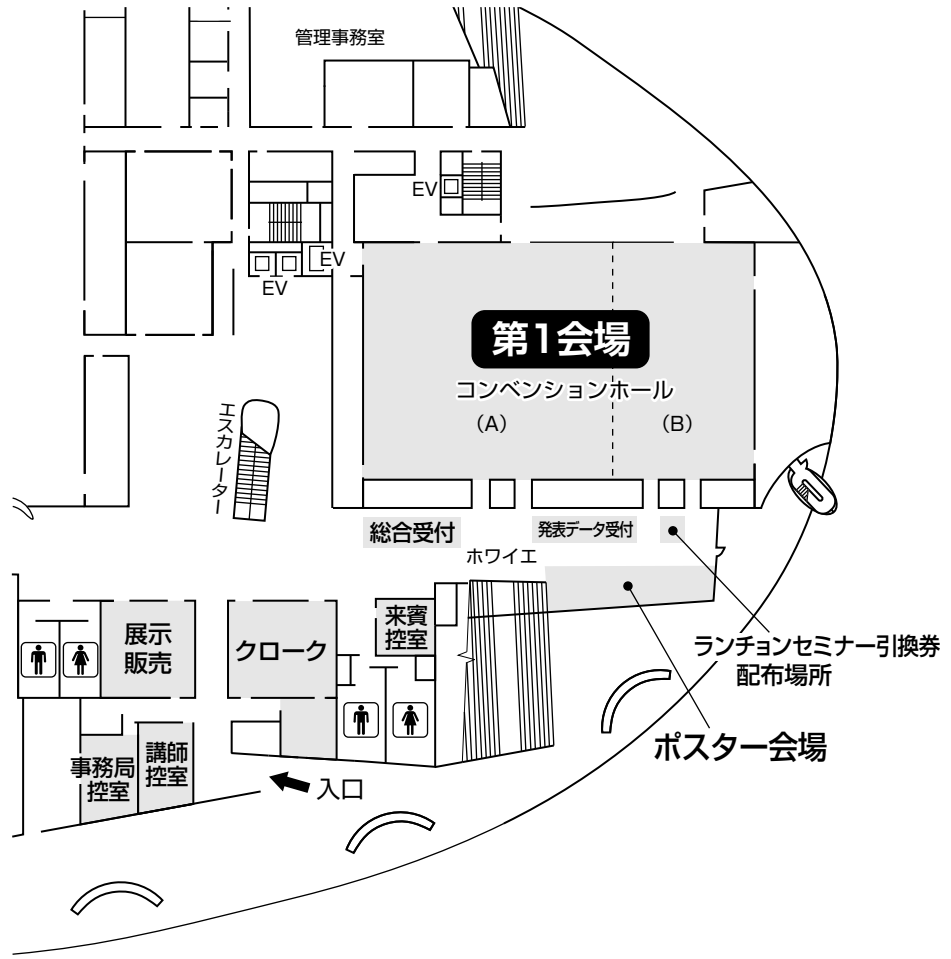 管理事務室
EV
EV
EV
第1会場
コンベンションホール
(A)
(B)
エスカレーター
総合受付
発表データ受付
ホワイエ
展示
販売
クローク
来賓
控室
ランチョンセミナー引換券
配布場所
ポスター会場
事務局
控室
講師
控室
入口